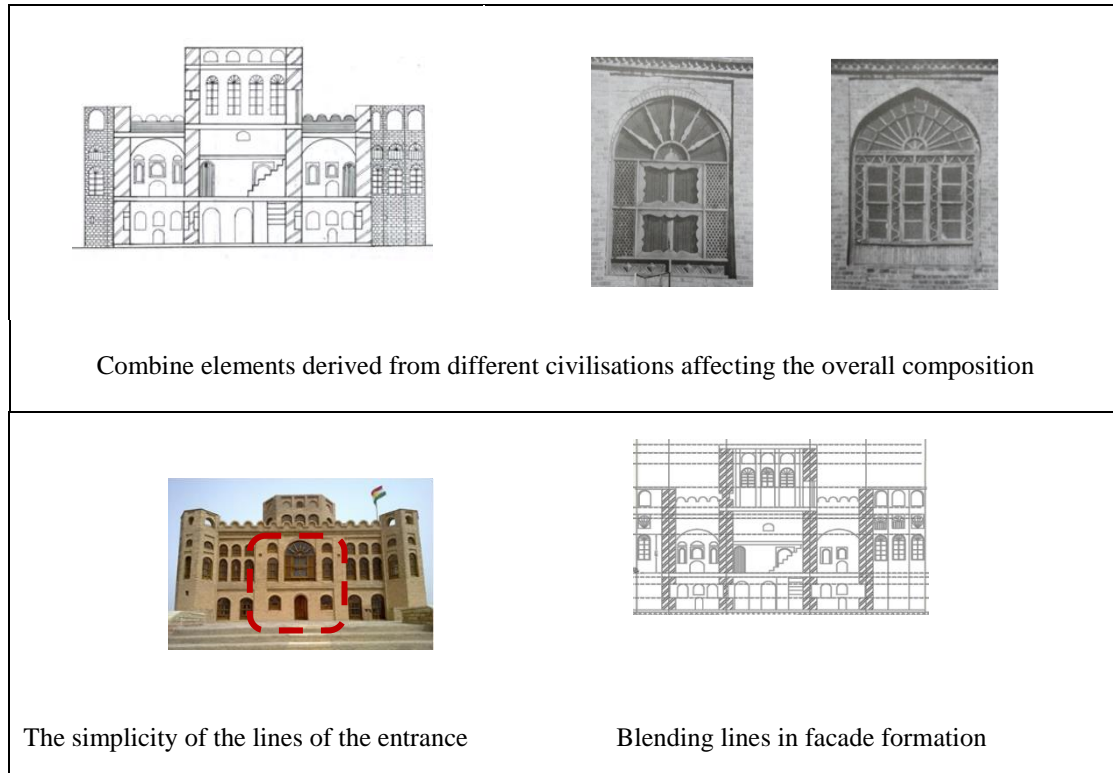 Combine elements derived from different civilisations affecting the overall composition
The simplicity of the lines of the entrance
Blending lines in facade formation